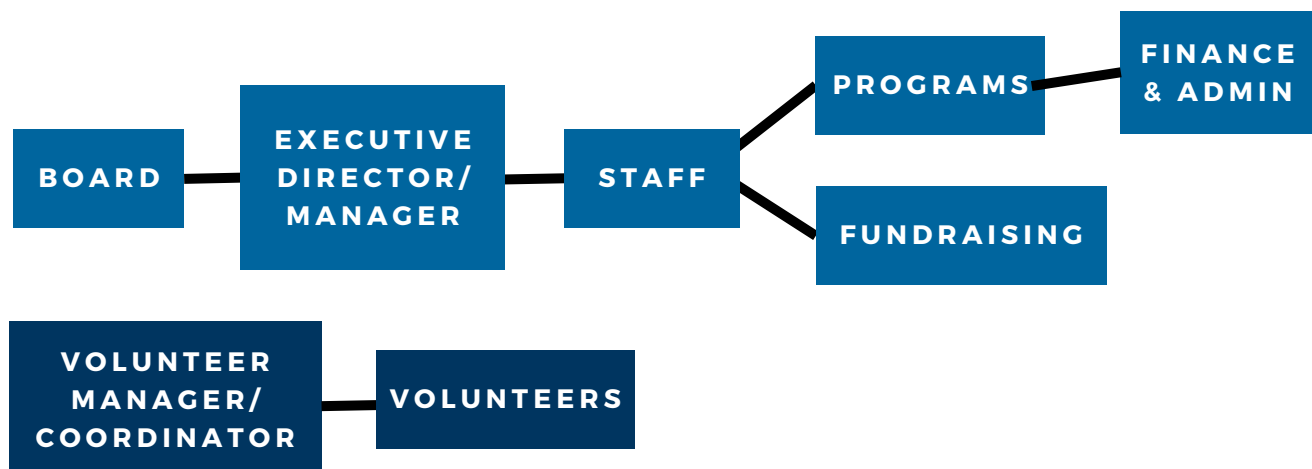 BOARD
EXECUTIVE
DIRECTOR/
MANAGER
STAFF
PROGRAMS
FINANCE
& ADMIN
FUNDRAISING
VOLUNTEER
MANAGER/
COORDINATOR
VOLUNTEERS